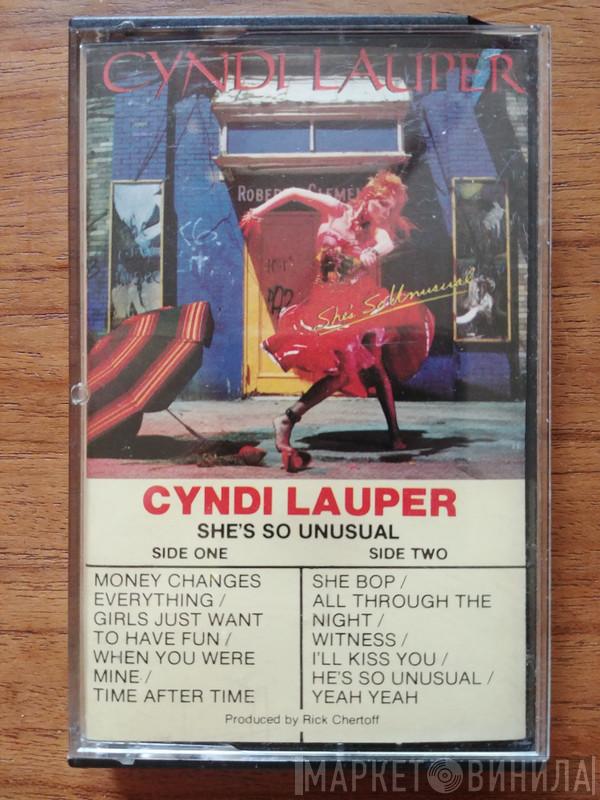 CYNDI LAUPER
ROBERT CLEMEN
She's So Unusual
CYNDI LAUPER
SHE'S SO UNUSUAL
SIDE ONE
MONEY CHANGES
EVERYTHING /
GIRLS JUST WANT
TO HAVE FUN /
WHEN YOU WERE
MINE /
TIME AFTER TIME
SIDE TWO
SHE BOP /
ALL THROUGH THE
NIGHT /
WITNESS /
I'LL KISS YOU /
HE'S SO UNUSUAL /
YEAH YEAH
Produced by Rick Chertoff
МАРКЕТ ВИНИЛА